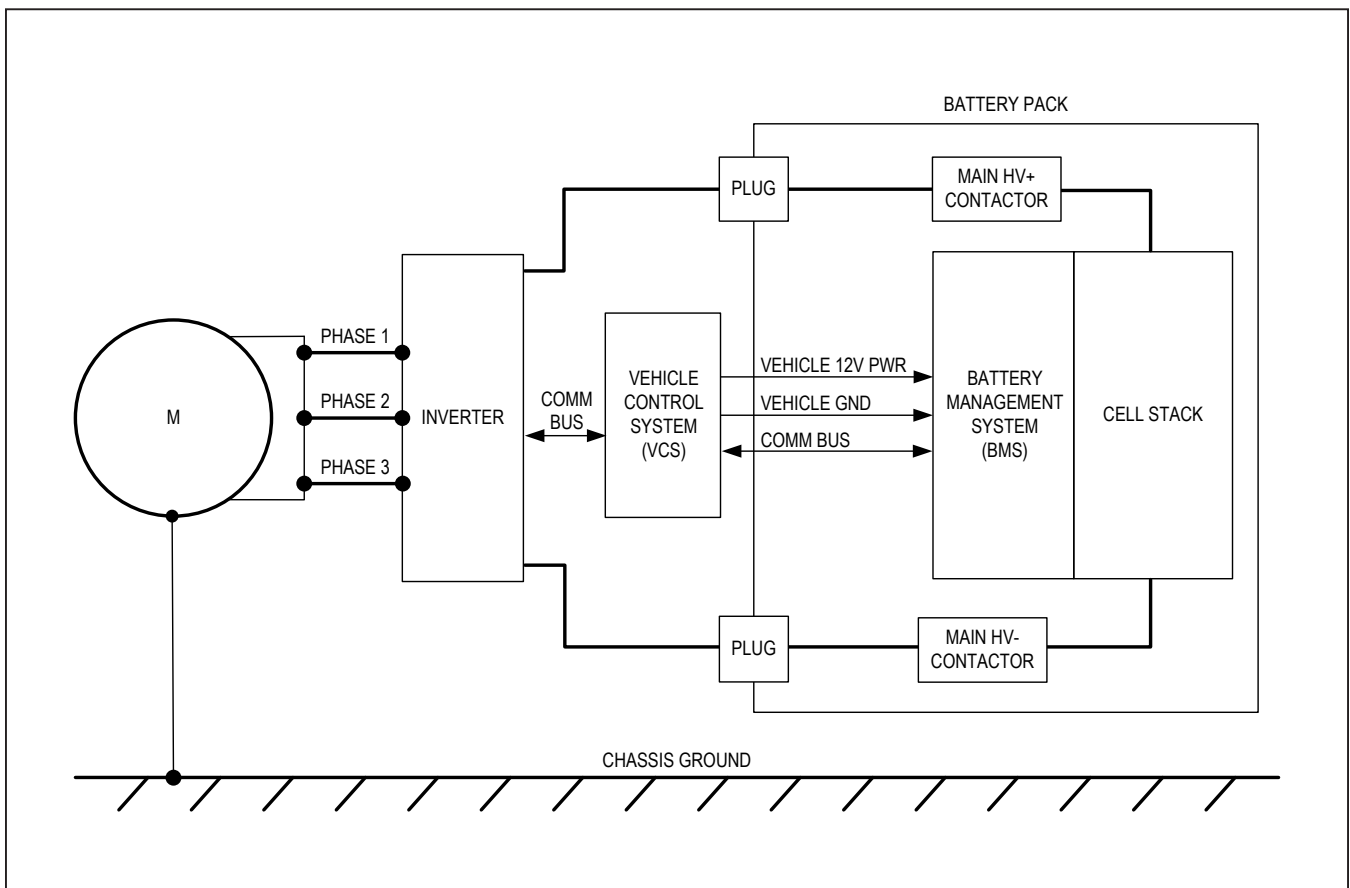 BATTERY PACK
PLUG
MAIN HV+
CONTACTOR
PHASE 1
PHASE 2
PHASE 3
M
INVERTER
COMM
BUS
VEHICLE
CONTROL
SYSTEM
(VCS)
VEHICLE 12V PWR
VEHICLE GND
COMM BUS
BATTERY
MANAGEMENT
SYSTEM
(BMS)
CELL STACK
PLUG
MAIN HV-
CONTACTOR
CHASSIS GROUND